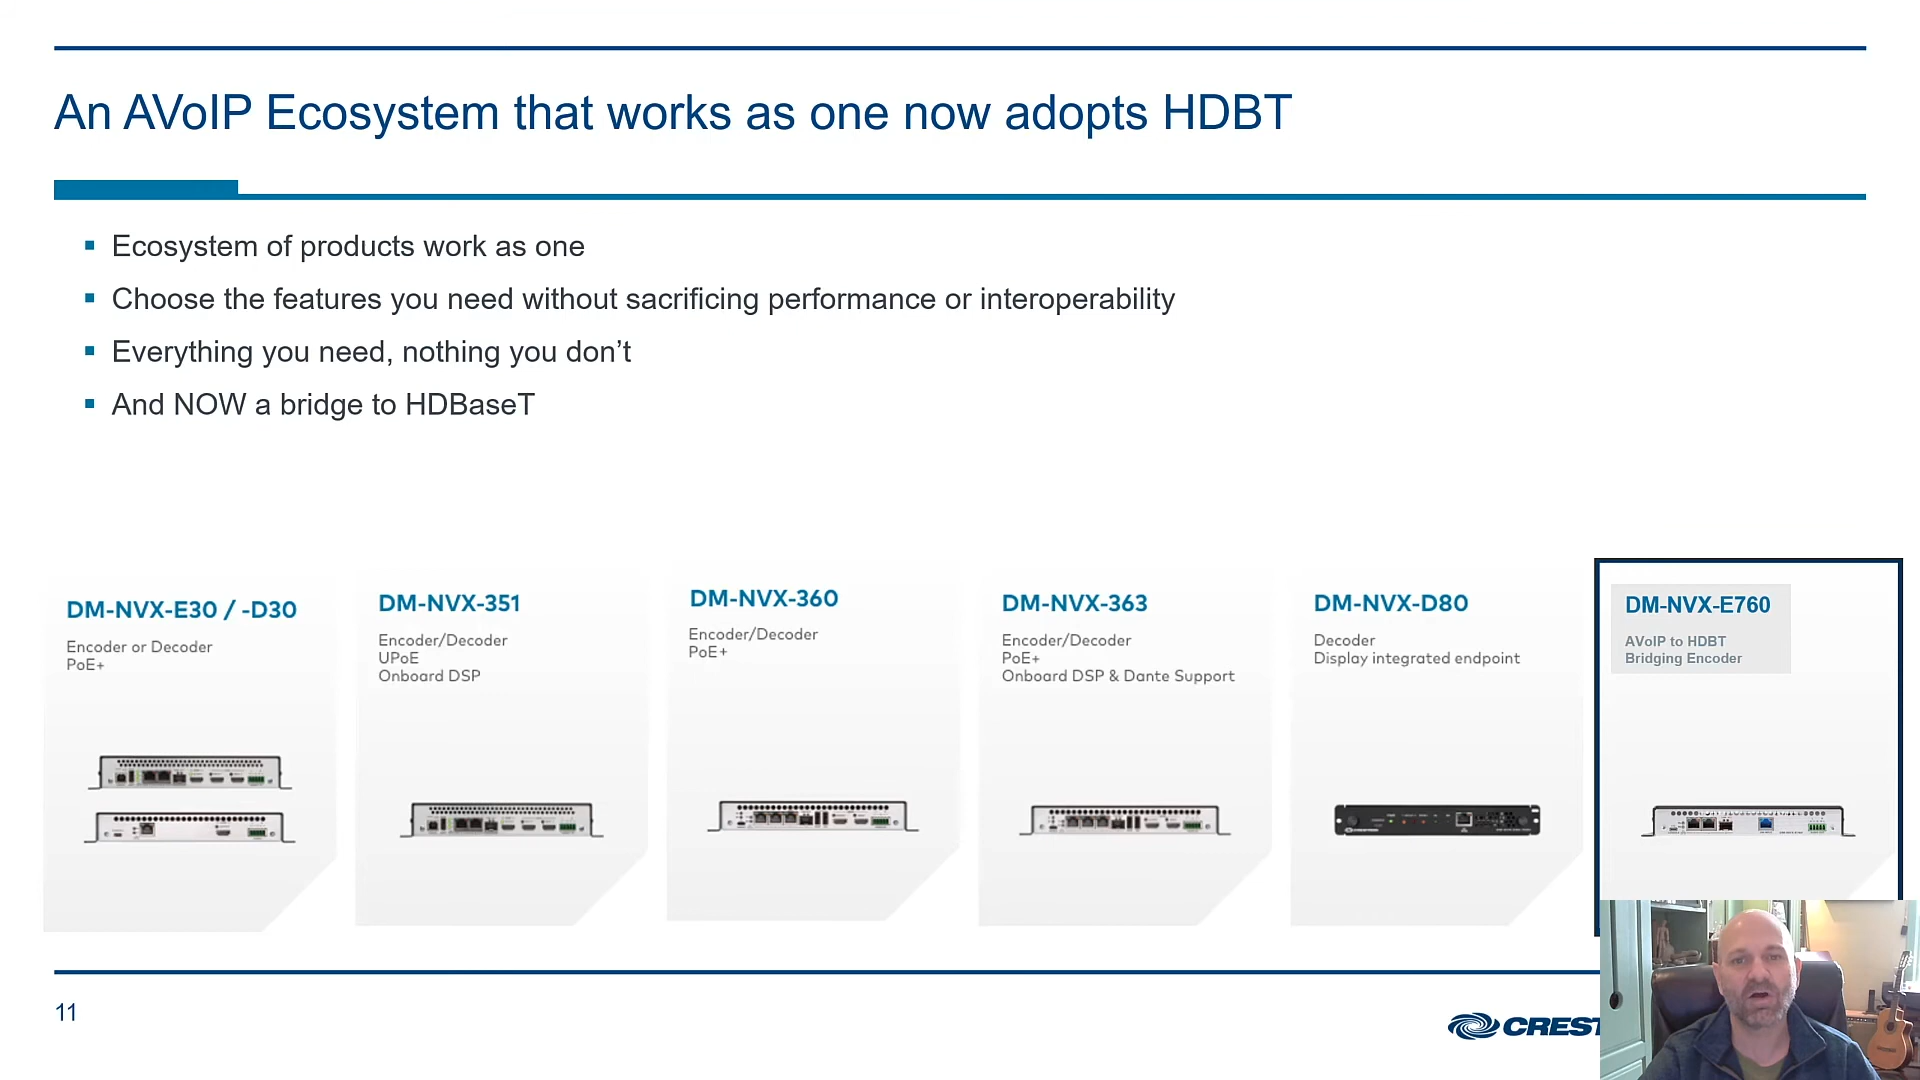 An AVoIP Ecosystem that works as one now adopts HDBT
Ecosystem of products work as one
Choose the features you need without sacrificing performance or interoperability
Everything you need, nothing you don’t
And NOW a bridge to HDBaseT
DM-NVX-E30 / -D30
Encoder or Decoder
PoE+
DM-NVX-351
Encoder/Decoder
UPoE
Onboard DSP
DM-NVX-360
Encoder/Decoder
PoE+
DM-NVX-363
Encoder/Decoder
PoE+
Onboard DSP & Dante Support
DM-NVX-D80
Decoder
Display integrated endpoint
DM-NVX-E760
AVoIP to HDBT
Bridging Encoder
11
CREST